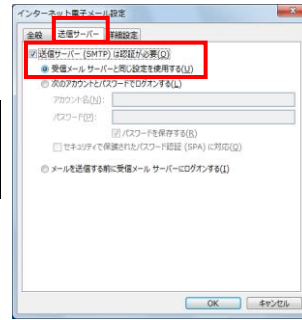 インターネット電子メール設定
全般 送信サーバー 詳細設定
送信サーバー (SMTP) は認証が必要(O)
受信メール サーバーと同じ設定を使用する(U)
次のアカウントとパスワードでログオンする(L)
アカウント名(N):
パスワード(P):
パスワードを保存する(R)
セキュリティで保護されたパスワード認証 (SPA) に対応(Q)
メールを送信する前に受信メール サーバーにログオンする(I)
OK キャンセル